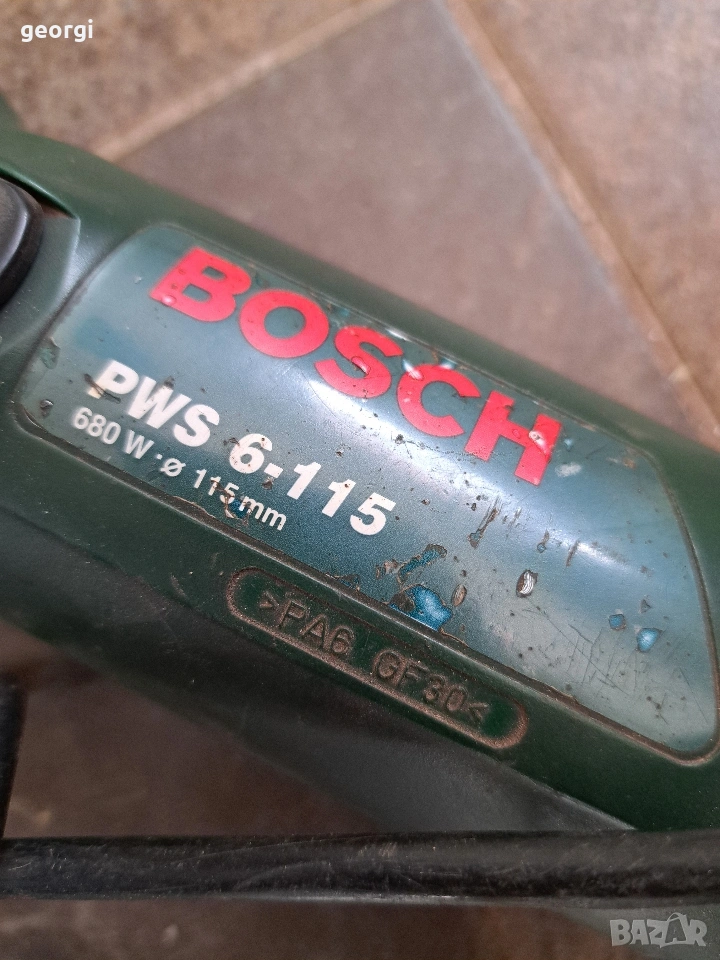 georgi
BOSCH
PWS 6-115
680 W · ø 115 mm
>PA6 GF30<
BAZAR